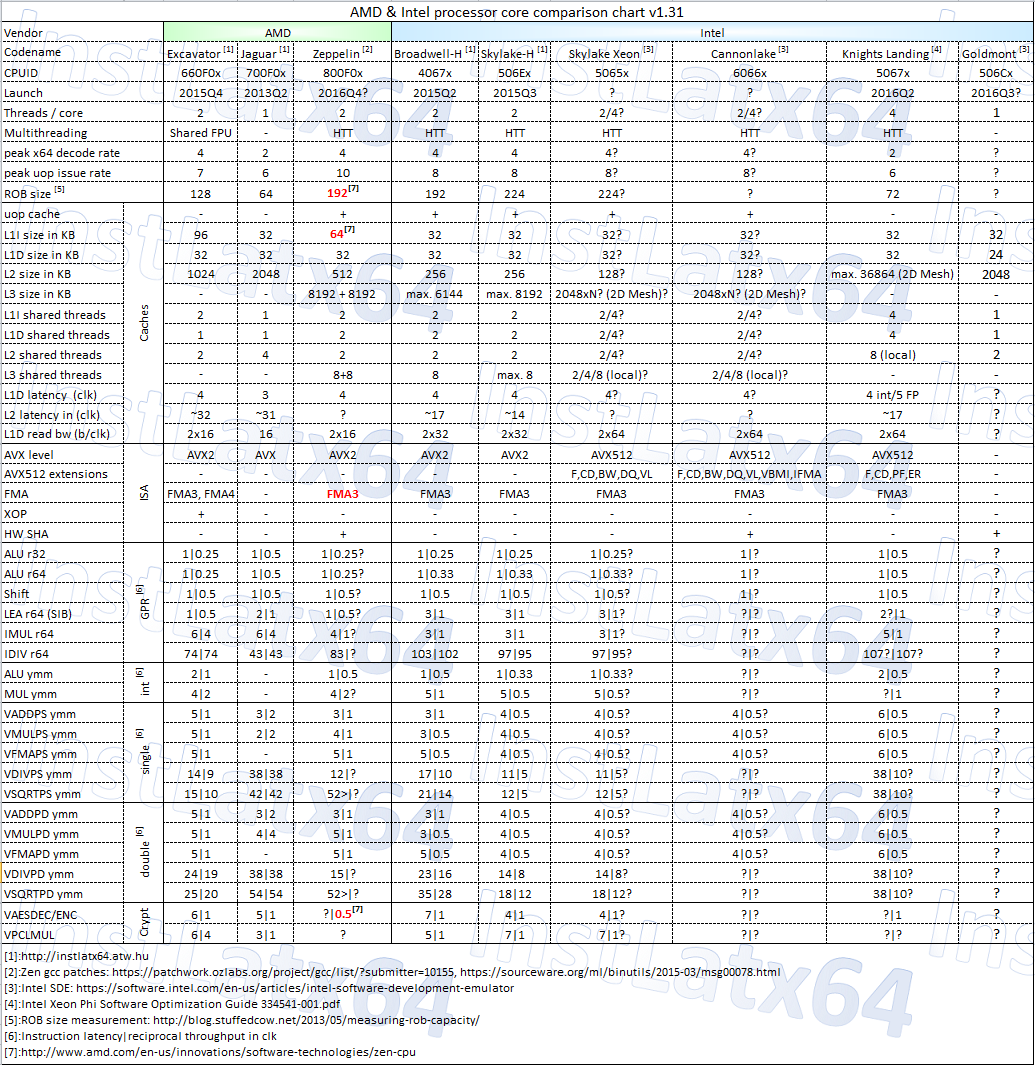 AMD & Intel processor core comparison chart v1.31
Vendor AMD Intel
Codename Excavator [1] Jaguar [1] Zeppelin [2] Broadwell-H [1] Skylake-H [1] Skylake Xeon [3] Cannonlake [3] Knights Landing [4] Goldmont [3]
CPUID 660F0x 700F0x 800F0x 4067x 506Ex 5065x 6066x 5067x 506Cx
Launch 2015Q4 2013Q2 2016Q4? 2015Q2 2015Q3 ? ? 2016Q2 2016Q3?
Threads / core 2 1 2 2 2 2/4? 2/4? 4 1
Multithreading Shared FPU - HTT HTT HTT HTT HTT HTT -
peak x64 decode rate 4 2 4 4 4 4? 4? 2 ?
peak uop issue rate 7 6 10 8 8 8? 8? 6 ?
ROB size [5] 128 64 192[7] 192 224 224? ? 72 ?
Caches
uop cache - - + + + + + - -
L1I size in KB 96 32 64[7] 32 32 32? 32? 32 32
L1D size in KB 32 32 32 32 32 32? 32? 32 24
L2 size in KB 1024 2048 512 256 256 128? 128? max. 36864 (2D Mesh) 2048
L3 size in KB - - 8192 + 8192 max. 6144 max. 8192 2048xN? (2D Mesh)? 2048xN? (2D Mesh)? - -
L1I shared threads 2 1 2 2 2 2/4? 2/4? 4 1
L1D shared threads 1 1 2 2 2 2/4? 2/4? 4 1
L2 shared threads 2 4 2 2 2 2/4? 2/4? 8 (local) 2
L3 shared threads - - 8+8 8 max. 8 2/4/8 (local)? 2/4/8 (local)? - -
L1D latency (clk) 4 3 4 4 4 4? 4? 4 int/5 FP ?
L2 latency in (clk) ~32 ~31 ? ~17 ~14 ? ? ~17 ?
L1D read bw (b/clk) 2x16 16 2x16 2x32 2x32 2x64 2x64 2x64 ?
ISA
AVX level AVX2 AVX AVX2 AVX2 AVX2 AVX512 AVX512 AVX512 -
AVX512 extensions - - - - - F,CD,BW,DQ,VL F,CD,BW,DQ,VL,VBMI,IFMA F,CD,PF,ER -
FMA FMA3, FMA4 - FMA3 FMA3 FMA3 FMA3 FMA3 FMA3 -
XOP + - - - - - - - -
HW SHA - - + - - - + - +
GPR [6]
ALU r32 1|0.25 1|0.5 1|0.25? 1|0.25 1|0.25 1|0.25? 1|? 1|0.5 ?
ALU r64 1|0.25 1|0.5 1|0.25? 1|0.33 1|0.33 1|0.33? 1|? 1|0.5 ?
Shift 1|0.5 1|0.5 1|0.5? 1|0.5 1|0.5 1|0.5? 1|? 1|0.5 ?
LEA r64 (SIB) 1|0.5 2|1 1|0.5? 3|1 3|1 3|1? ?|? 2?|1 ?
IMUL r64 6|4 6|4 4|1? 3|1 3|1 3|1? ?|? 5|1 ?
IDIV r64 74|74 43|43 83|? 103|102 97|95 97|95? ?|? 107?|107? ?
int [6]
ALU ymm 2|1 - 1|0.5 1|0.5 1|0.33 1|0.33? ?|? 2|0.5 ?
MUL ymm 4|2 - 4|2? 5|1 5|0.5 5|0.5? ?|? ?|1 ?
single [6]
VADDPS ymm 5|1 3|2 3|1 3|1 4|0.5 4|0.5? 4|0.5? 6|0.5 ?
VMULPS ymm 5|1 2|2 4|1 3|0.5 4|0.5 4|0.5? 4|0.5? 6|0.5 ?
VFMAPS ymm 5|1 - 5|1 5|0.5 4|0.5 4|0.5? 4|0.5? 6|0.5 ?
VDIVPS ymm 14|9 38|38 12|? 17|10 11|5 11|5? ?|? 38|10? ?
VSQRTPS ymm 15|10 42|42 52>|? 21|14 12|5 12|5? ?|? 38|10? ?
double [6]
VADDPD ymm 5|1 3|2 3|1 3|1 4|0.5 4|0.5? 4|0.5? 6|0.5 ?
VMULPD ymm 5|1 4|4 5|1 3|0.5 4|0.5 4|0.5? 4|0.5? 6|0.5 ?
VFMAPD ymm 5|1 - 5|1 5|0.5 4|0.5 4|0.5? 4|0.5? 6|0.5 ?
VDIVPD ymm 24|19 38|38 15|? 23|16 14|8 14|8? ?|? 38|10? ?
VSQRTPD ymm 25|20 54|54 52>|? 35|28 18|12 18|12? ?|? 38|10? ?
Crypt
VAESDEC/ENC 6|1 5|1 ?|0.5[7] 7|1 4|1 4|1? ?|? ?|1 ?
VPCLMUL 6|4 3|1 ? 5|1 7|1 7|1? ?|? ?|? ?
[1]:http://instlatx64.atw.hu
[2]:Zen gcc patches: https://patchwork.ozlabs.org/project/gcc/list/?submitter=10155, https://sourceware.org/ml/binutils/2015-03/msg00078.html
[3]:Intel SDE: https://software.intel.com/en-us/articles/intel-software-development-emulator
[4]:Intel Xeon Phi Software Optimization Guide 334541-001.pdf
[5]:ROB size measurement: http://blog.stuffedcow.net/2013/05/measuring-rob-capacity/
[6]:Instruction latency|reciprocal throughput in clk
[7]:http://www.amd.com/en-us/innovations/software-technologies/zen-cpu
InstLatx64